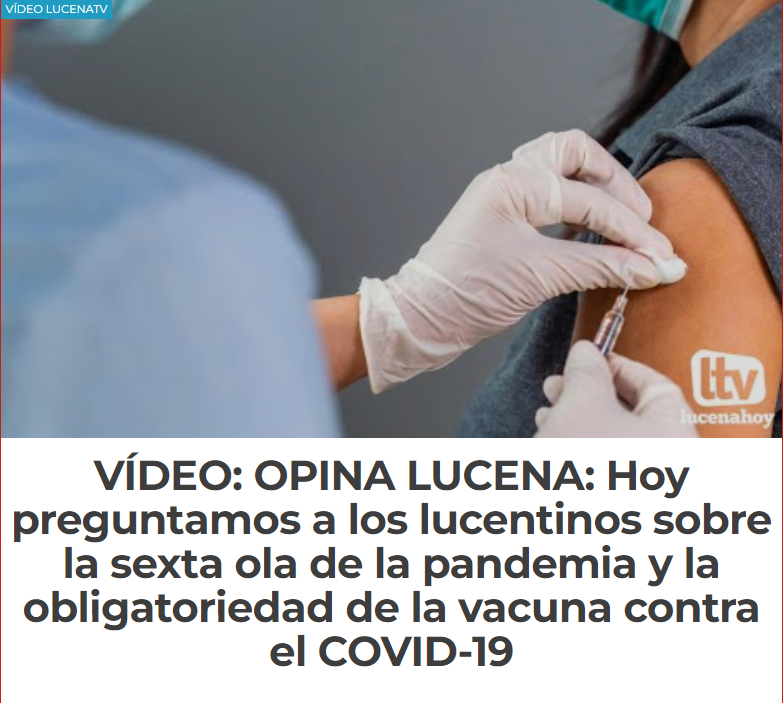 VÍDEO LUCENATV
ltv
lucenahoy
VÍDEO: OPINA LUCENA: Hoy
preguntamos a los lucentinos sobre
la sexta ola de la pandemia y la
obligatoriedad de la vacuna contra
el COVID-19